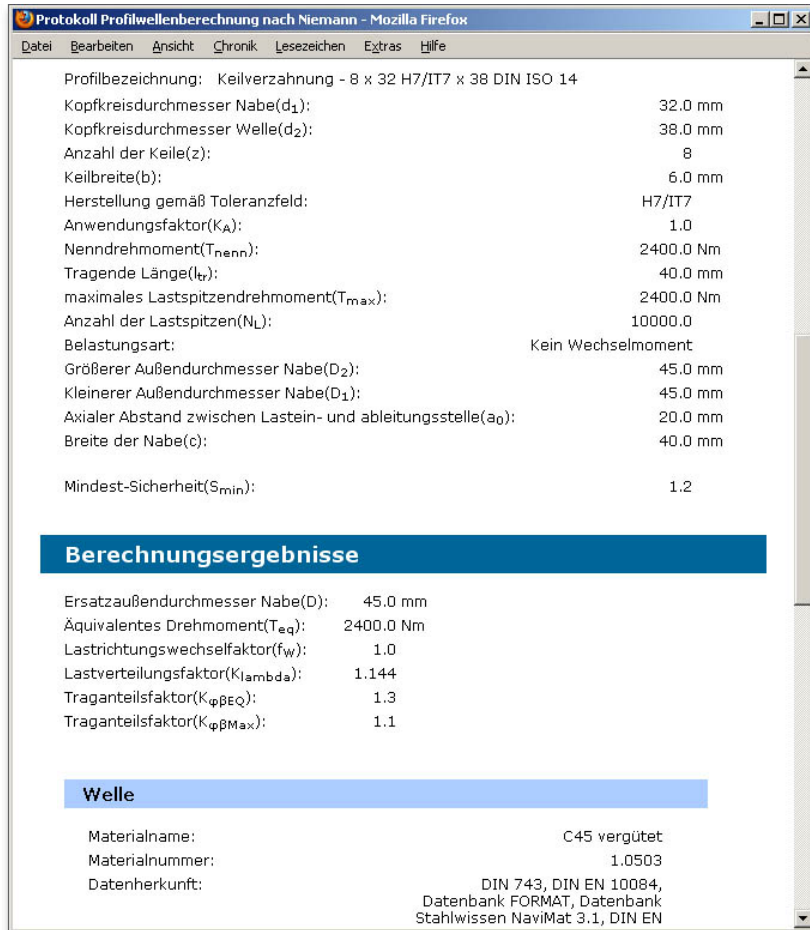 Protokoll Profilwellenberechnung nach Niemann - Mozilla Firefox
Datei Bearbeiten Ansicht Chronik Lesezeichen Extras Hilfe
Profilbezeichnung: Keilverzahnung - 8 x 32 H7/IT7 x 38 DIN ISO 14
Kopfkreisdurchmesser Nabe(d1): 32.0 mm
Kopfkreisdurchmesser Welle(d2): 38.0 mm
Anzahl der Keile(z): 8
Keilbreite(b): 6.0 mm
Herstellung gemäß Toleranzfeld: H7/IT7
Anwendungsfaktor(KA): 1.0
Nenndrehmoment(Tnenn): 2400.0 Nm
Tragende Länge(ltr): 40.0 mm
maximales Lastspitzendrehmoment(Tmax): 2400.0 Nm
Anzahl der Lastspitzen(NL): 10000.0
Belastungsart: Kein Wechselmoment
Größerer Außendurchmesser Nabe(D2): 45.0 mm
Kleinerer Außendurchmesser Nabe(D1): 45.0 mm
Axialer Abstand zwischen Lastein- und ableitungsstelle(a0): 20.0 mm
Breite der Nabe(c): 40.0 mm
Mindest-Sicherheit(Smin): 1.2
Berechnungsergebnisse
Ersatzaußendurchmesser Nabe(D): 45.0 mm
Äquivalentes Drehmoment(Teq): 2400.0 Nm
Lastrichtungswechselfaktor(fW): 1.0
Lastverteilungsfaktor(Klambda): 1.144
Traganteilsfaktor(KφβEQ): 1.3
Traganteilsfaktor(KφβMax): 1.1
Welle
Materialname: C45 vergütet
Materialnummer: 1.0503
Datenherkunft: DIN 743, DIN EN 10084,
Datenbank FORMAT, Datenbank
Stahlwissen NaviMat 3.1, DIN EN